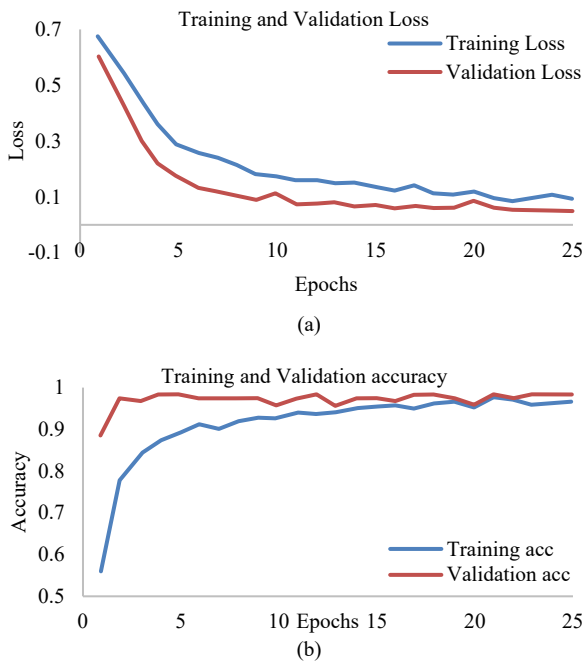 Training and Validation Loss
0.7
0.5
0.3
0.1
-0.1
Loss
Training Loss
Validation Loss
0 5 10 15 20 25
Epochs
(a)
Training and Validation accuracy
1
0.9
0.8
0.7
0.6
0.5
Accuracy
Training acc
Validation acc
0 5 10 Epochs 15 20 25
(b)